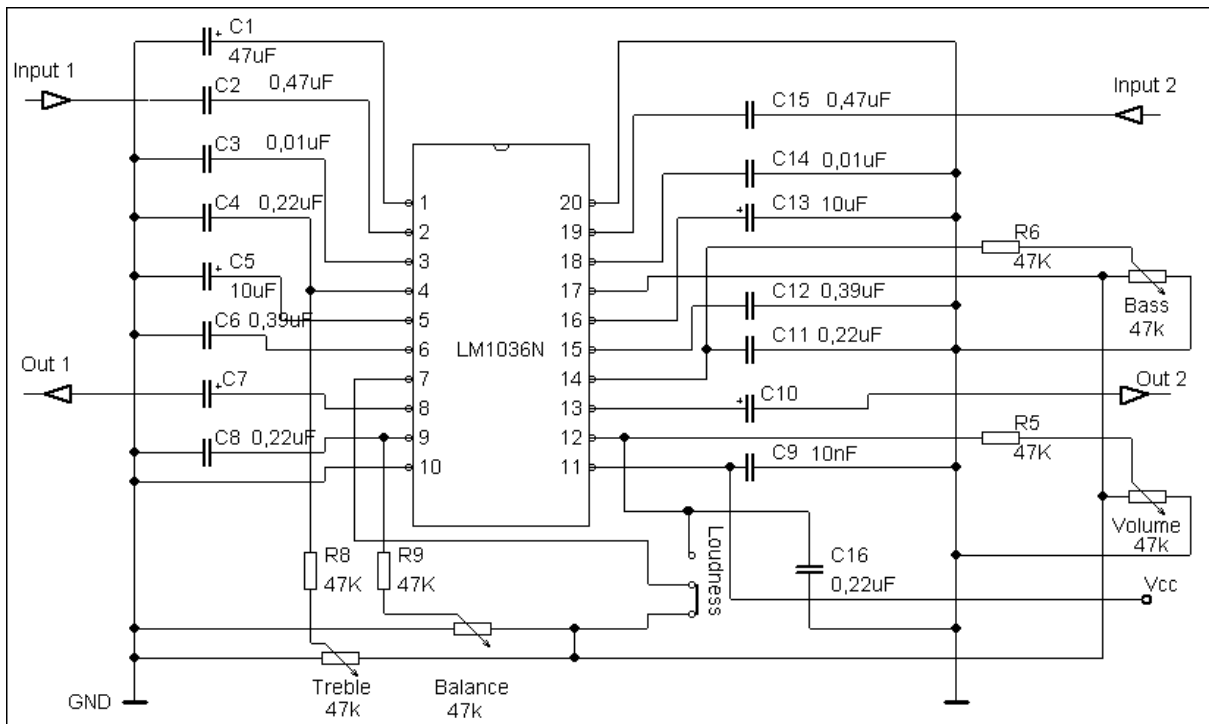 C1
47uF
Input 1
C2 0,47uF
C3 0,01uF
C4 0,22uF
C5
10uF
C6 0,39uF
Out 1
C7
C8 0,22uF
GND
1
2
3
4
5
6
7
8
9
10
LM1036N
20
19
18
17
16
15
14
13
12
11
Input 2
C15 0,47uF
C14 0,01uF
C13 10uF
R6
47K
Bass
47k
C12 0,39uF
C11 0,22uF
Out 2
C10
R5
47K
C9 10nF
Volume
47k
Loudness
C16
0,22uF
Vcc
R8
47K
R9
47K
Treble
47k
Balance
47k